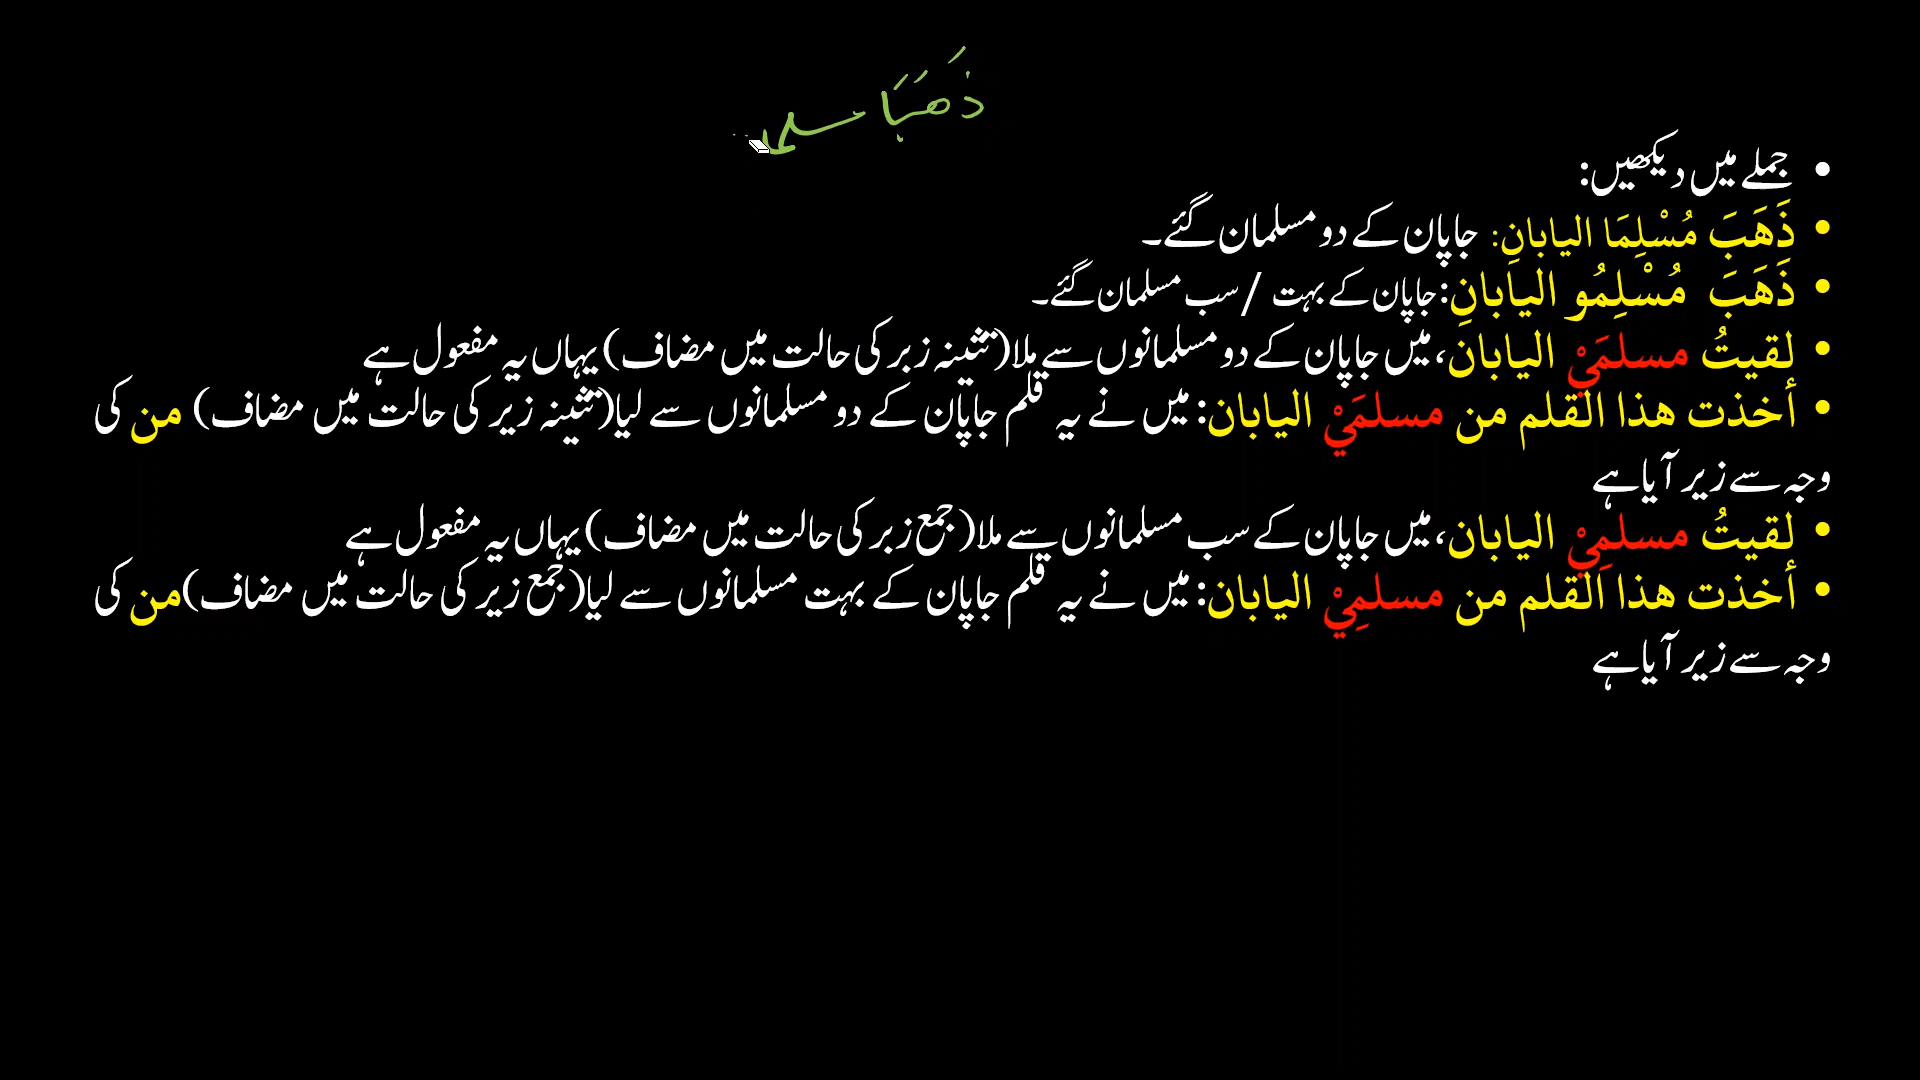 ذَهَبَا مسلما
• جملے میں دیکھیں:
• ذَهَبَ مُسْلِمَا اليابانِ: جاپان کے دو مسلمان گئے۔
• ذَهَبَ مُسْلِمُو اليابانِ: جاپان کے بہت / سب مسلمان گئے۔
• لقيتُ مسلمَيْ اليابان، میں جاپان کے دو مسلمانوں سے ملا(تثنینہ زبر کی حالت میں مضاف) یہاں یہ مفعول ہے
• أخذت هذا القلم من مسلمَيْ اليابان: میں نے یہ قلم جاپان کے دو مسلمانوں سے لیا(تثنینہ زیر کی حالت میں مضاف) من کی
وجہ سے زیر آیا ہے
• لقيتُ مسلمِيْ اليابان، میں جاپان کے سب مسلمانوں سے ملا(جمع زبر کی حالت میں مضاف) یہاں یہ مفعول ہے
• أخذت هذا القلم من مسلمِيْ اليابان: میں نے یہ قلم جاپان کے بہت مسلمانوں سے لیا(جمع زیر کی حالت میں مضاف) من کی
وجہ سے زیر آیا ہے